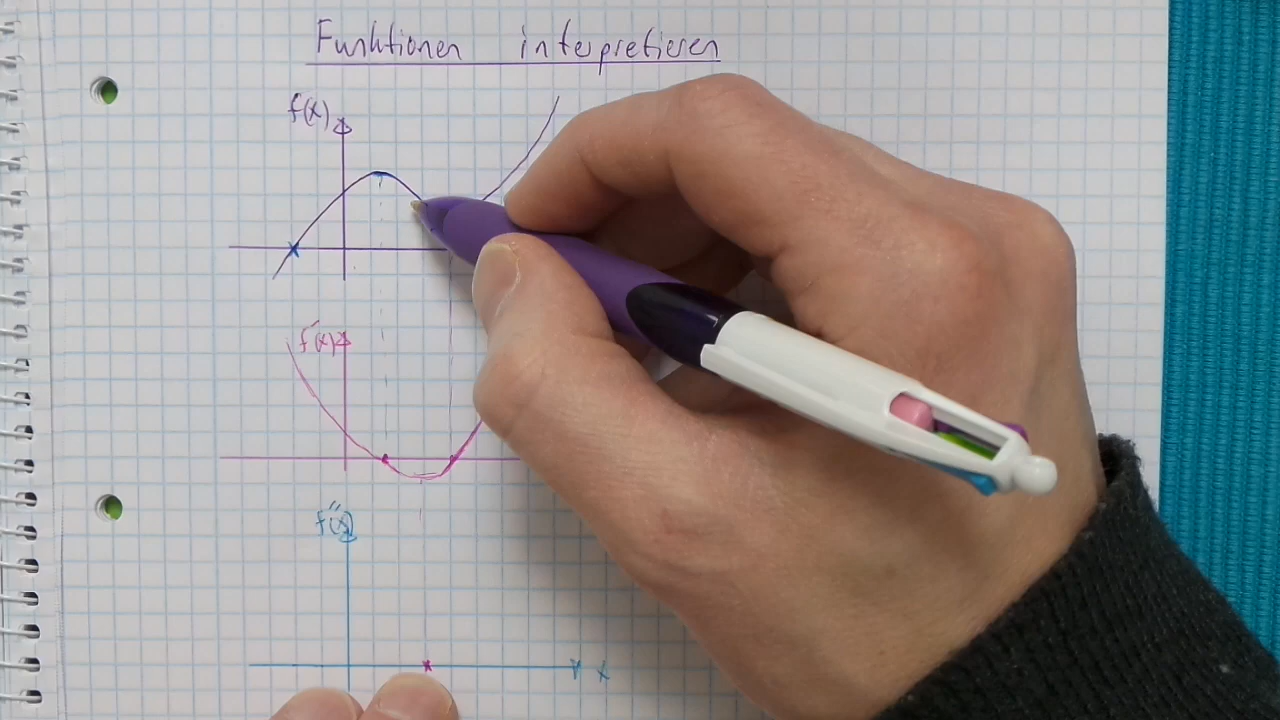 Funktionen interpretieren
f(x)
f'(x)
f''(x)
x